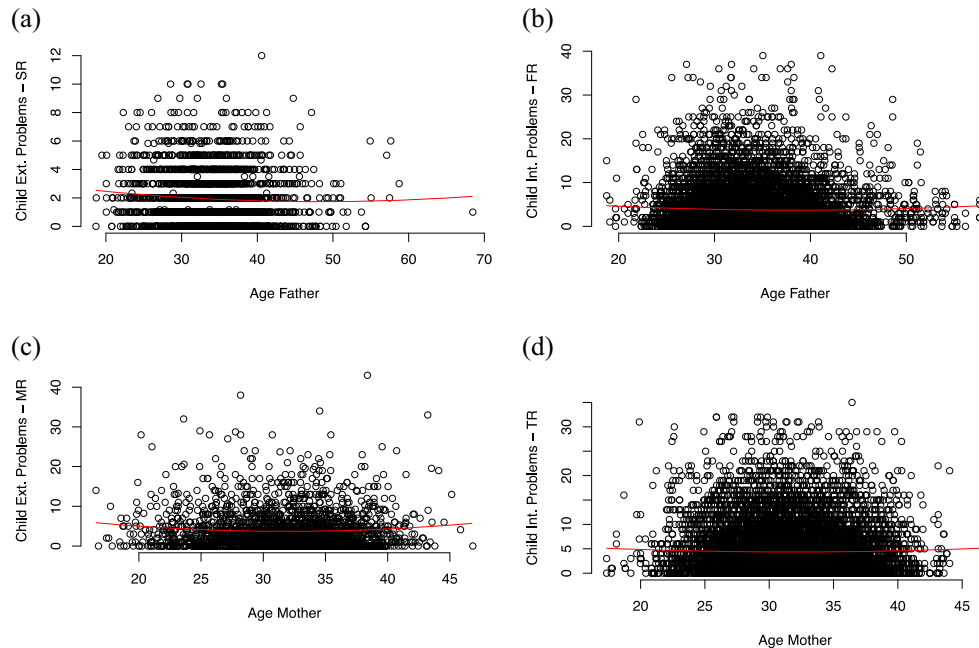 (a)
Child Ext. Problems – SR
12
10
8
6
4
2
0
20 30 40 50 60 70
Age Father
(b)
Child Int. Problems – FR
40
30
20
10
0
20 30 40 50
Age Father
(c)
Child Ext. Problems – MR
40
30
20
10
0
20 25 30 35 40 45
Age Mother
(d)
Child Int. Problems – TR
30
20
10
5
0
20 25 30 35 40 45
Age Mother